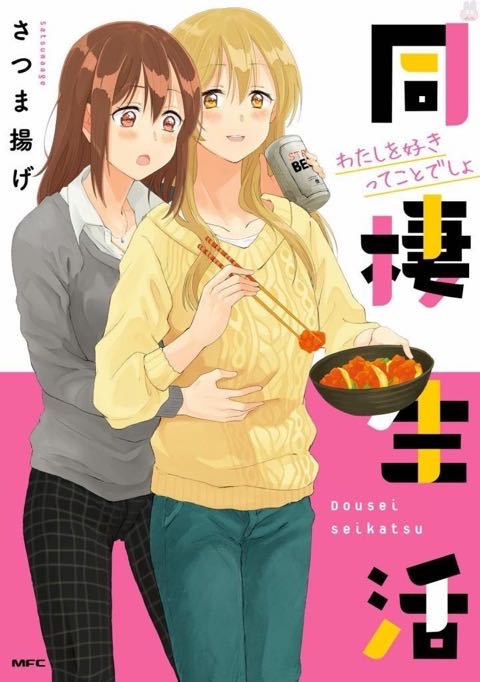 同棲生活
わたしを好き
ってことでしょ
さつま揚げ
satsumaage
BE
Dousei
seikatsu
MFC